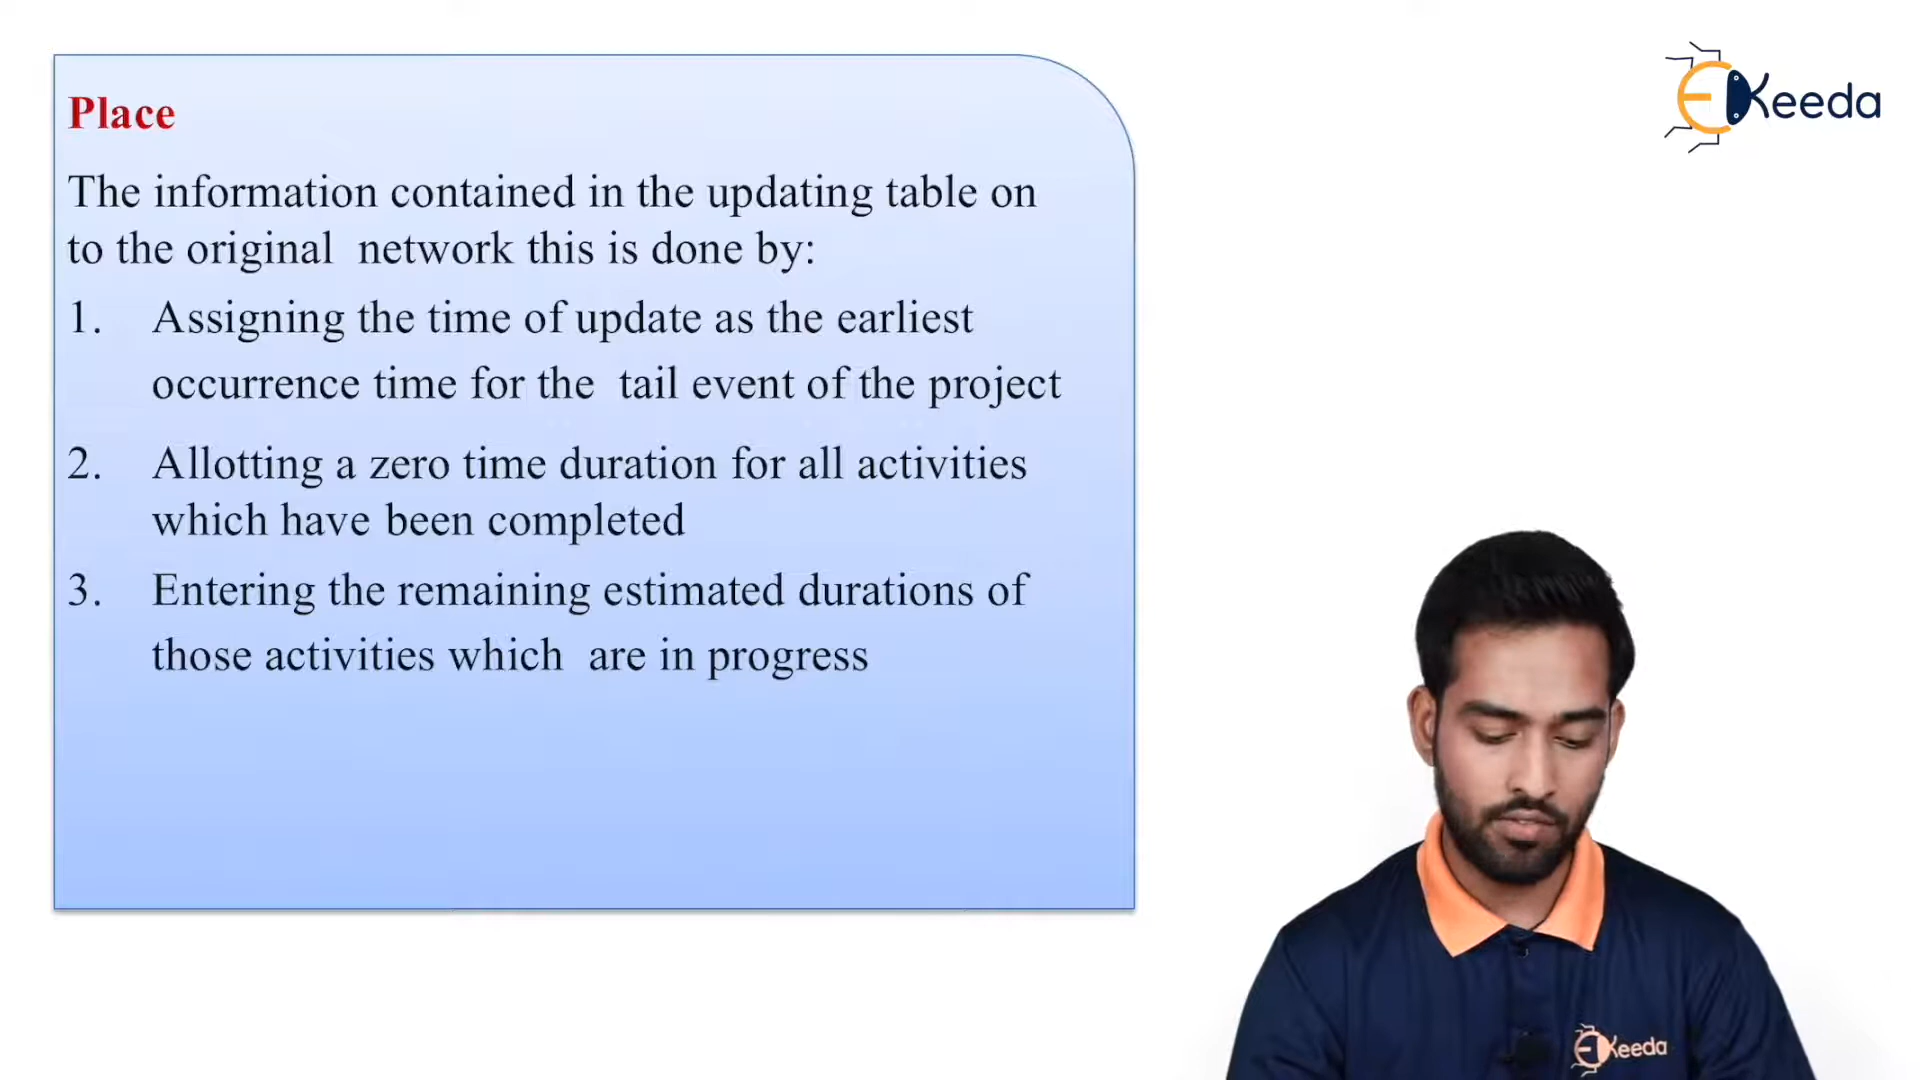 Place
The information contained in the updating table on
to the original network this is done by:
1. Assigning the time of update as the earliest
occurrence time for the tail event of the project
2. Allotting a zero time duration for all activities
which have been completed
3. Entering the remaining estimated durations of
those activities which are in progress
EKeeda
EKeeda